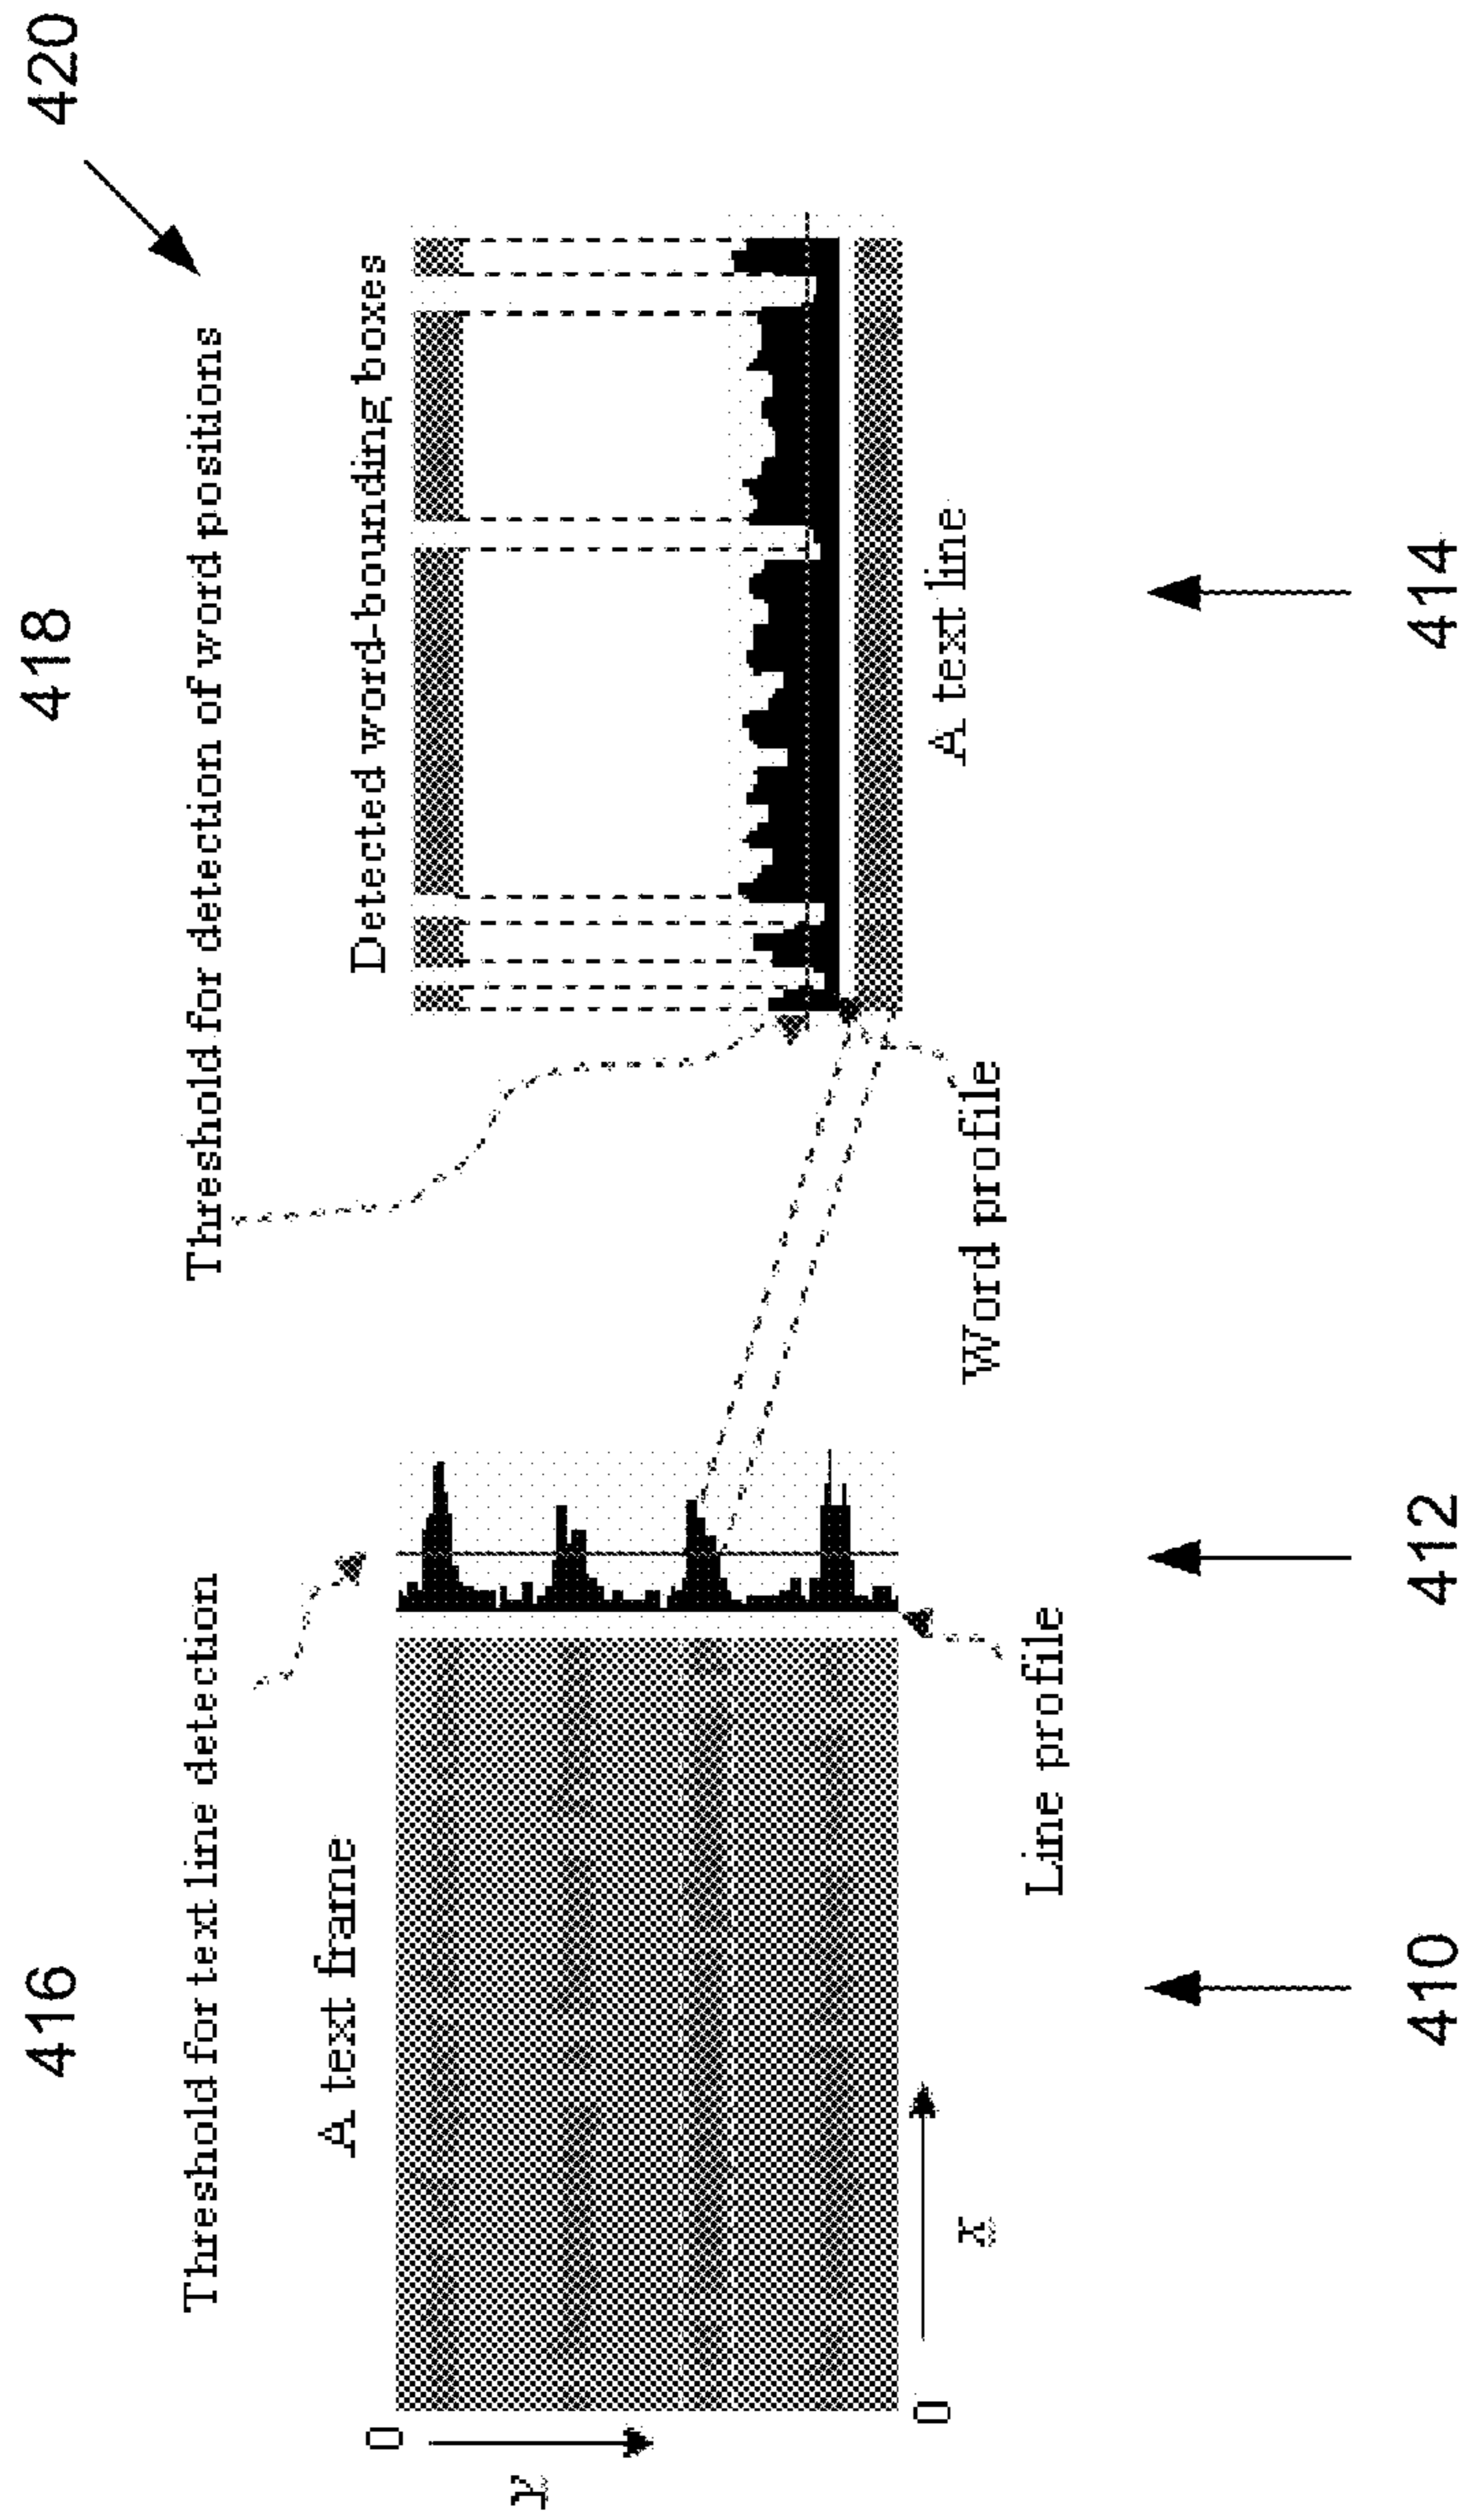 416
418
420
Threshold for text line detection
Threshold for detection of word positions
A text frame
Detected word-bounding boxes
0
y
0
x
Line profile
Word profile
A text line
410
412
414